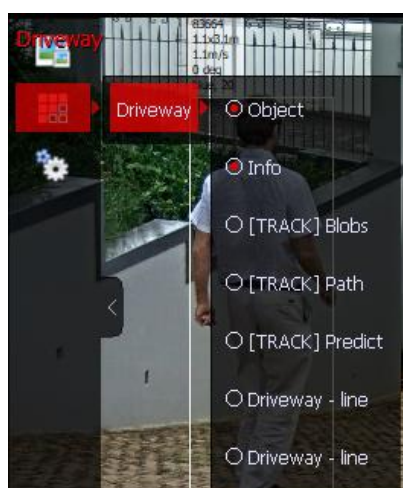 Driveway
83664
1.1x3.1m
1.1m/s
0 deg
20
Driveway
Object
Info
[TRACK] Blobs
[TRACK] Path
[TRACK] Predict
Driveway - line
Driveway - line